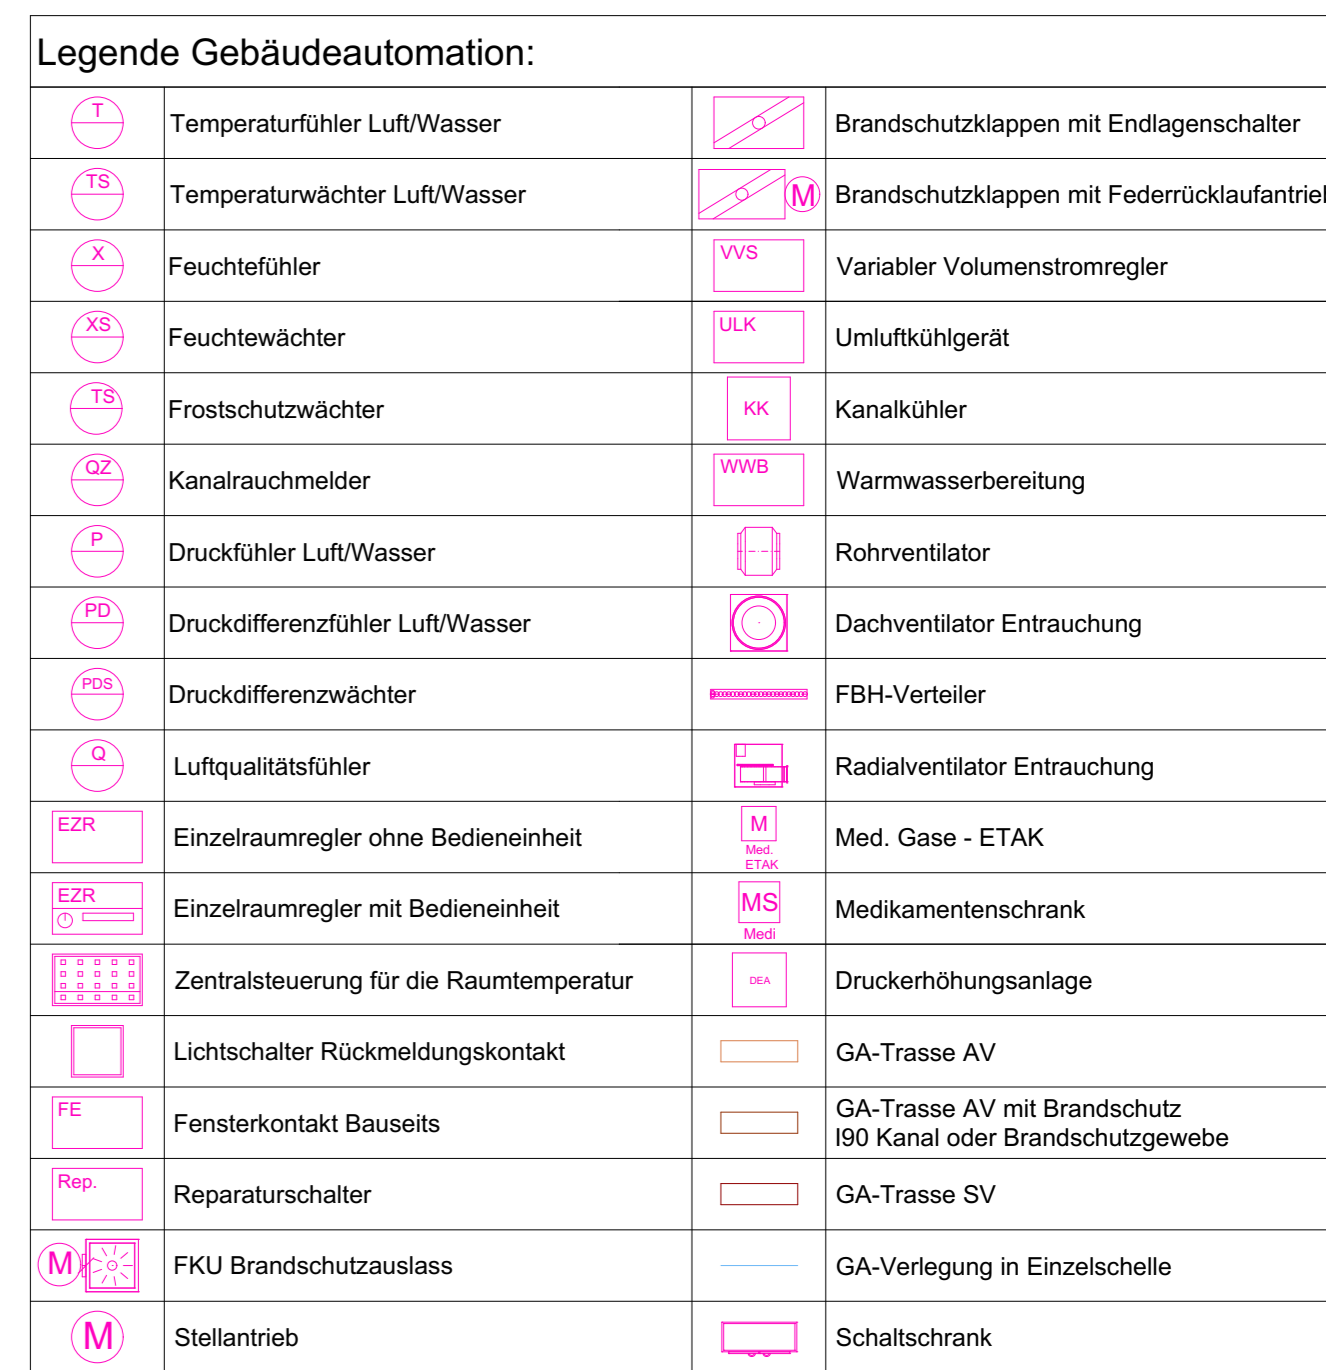 Legende Gebäudeautomation:
T Temperaturfühler Luft/Wasser Brandschutzklappen mit Endlagenschalter
TS Temperaturwächter Luft/Wasser M Brandschutzklappen mit Federrücklaufantrieb
X Feuchtefühler VVS Variabler Volumenstromregler
XS Feuchtewächter ULK Umluftkühlgerät
TS Frostschutzwächter KK Kanalkühler
QZ Kanalrauchmelder WWB Warmwasserbereitung
P Druckfühler Luft/Wasser Rohrventilator
PD Druckdifferenzfühler Luft/Wasser Dachventilator Entrauchung
PDS Druckdifferenzwächter FBH-Verteiler
Q Luftqualitätsfühler Radialventilator Entrauchung
EZR Einzelraumregler ohne Bedieneinheit M Med. ETAK Med. Gase - ETAK
EZR Einzelraumregler mit Bedieneinheit MS Medi Medikamentenschrank
Zentralsteuerung für die Raumtemperatur DEA Druckerhöhungsanlage
Lichtschalter Rückmeldungskontakt GA-Trasse AV
FE Fensterkontakt Bauseits GA-Trasse AV mit Brandschutz
I90 Kanal oder Brandschutzgewebe
Rep. Reparaturschalter GA-Trasse SV
M FKU Brandschutzauslass GA-Verlegung in Einzelschelle
M Stellantrieb Schaltschrank